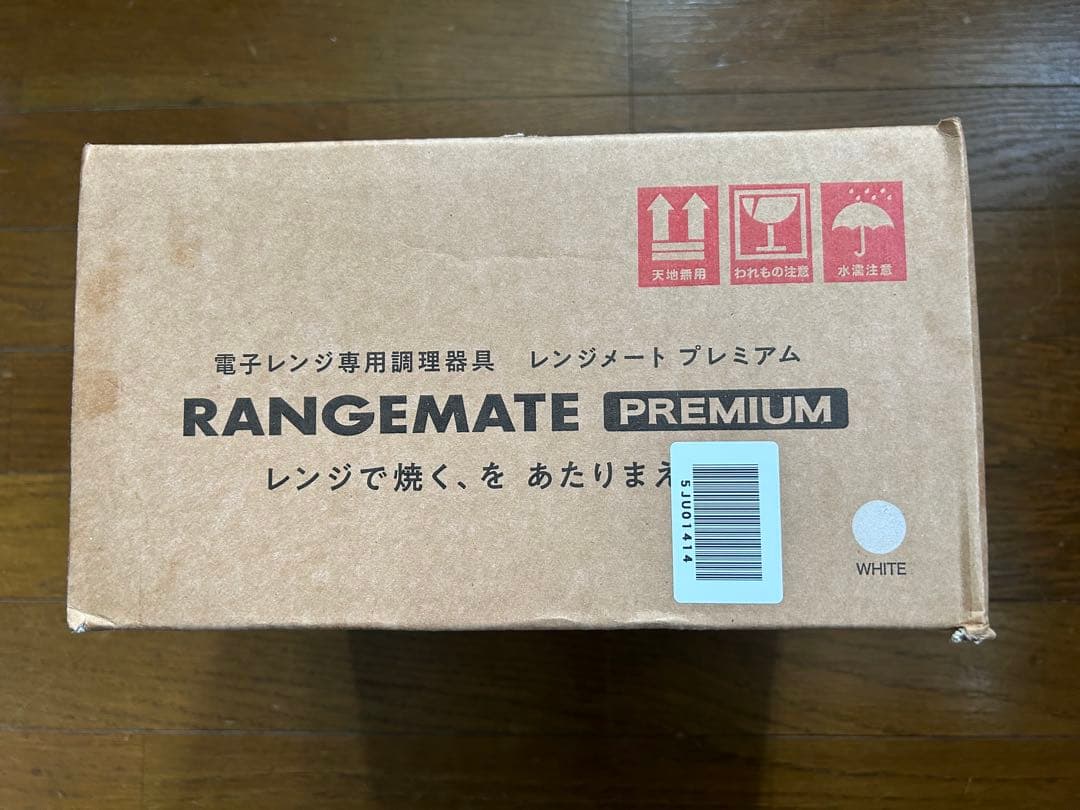 天地無用
われもの注意
水濡注意
電子レンジ専用調理器具 レンジメート プレミアム
RANGEMATE PREMIUM
レンジで焼く、を あたりまえ
5JU01414
WHITE